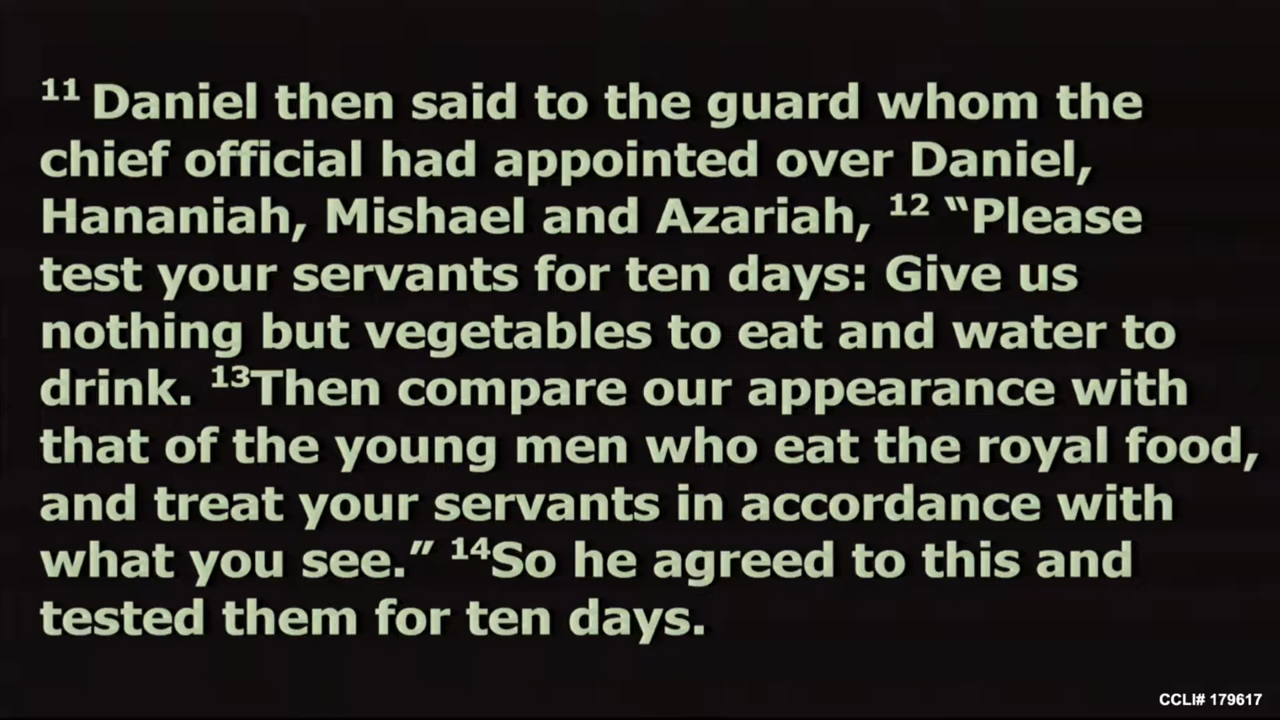 11 Daniel then said to the guard whom the
chief official had appointed over Daniel,
Hananiah, Mishael and Azariah, 12 “Please
test your servants for ten days: Give us
nothing but vegetables to eat and water to
drink. 13Then compare our appearance with
that of the young men who eat the royal food,
and treat your servants in accordance with
what you see.” 14So he agreed to this and
tested them for ten days.
CCLI# 179617